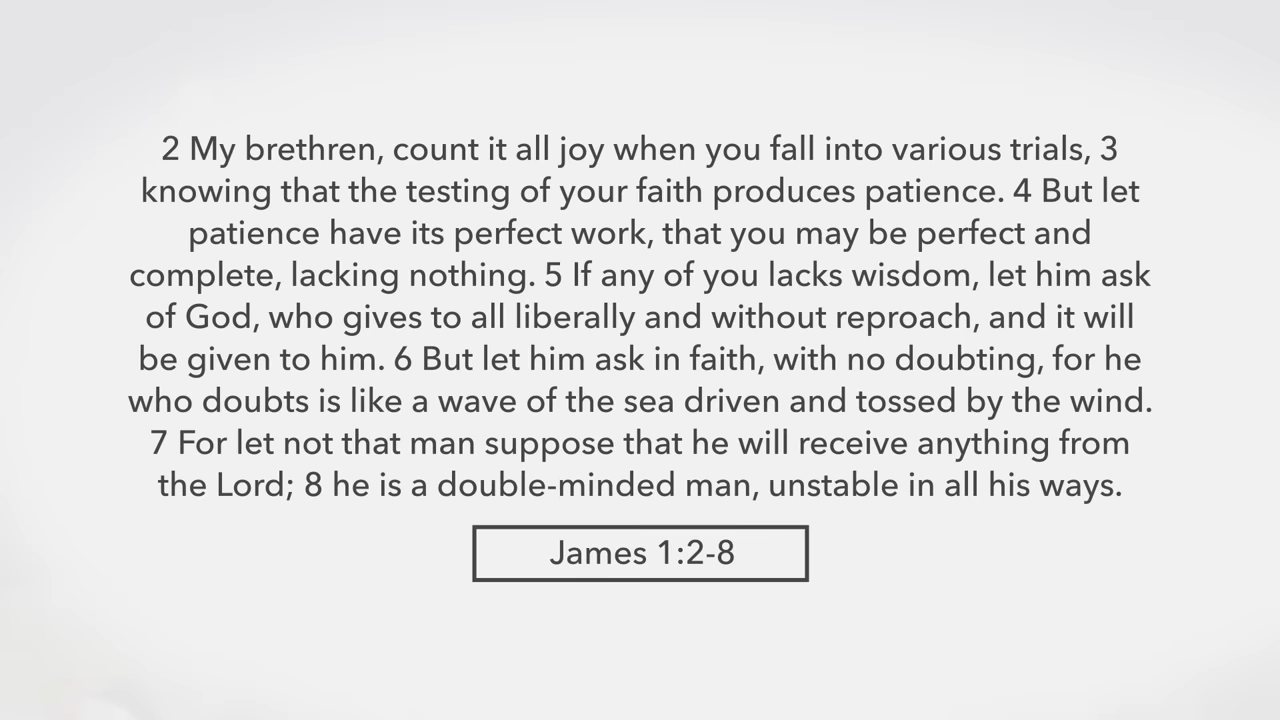 2 My brethren, count it all joy when you fall into various trials, 3
knowing that the testing of your faith produces patience. 4 But let
patience have its perfect work, that you may be perfect and
complete, lacking nothing. 5 If any of you lacks wisdom, let him ask
of God, who gives to all liberally and without reproach, and it will
be given to him. 6 But let him ask in faith, with no doubting, for he
who doubts is like a wave of the sea driven and tossed by the wind.
7 For let not that man suppose that he will receive anything from
the Lord; 8 he is a double-minded man, unstable in all his ways.
James 1:2-8